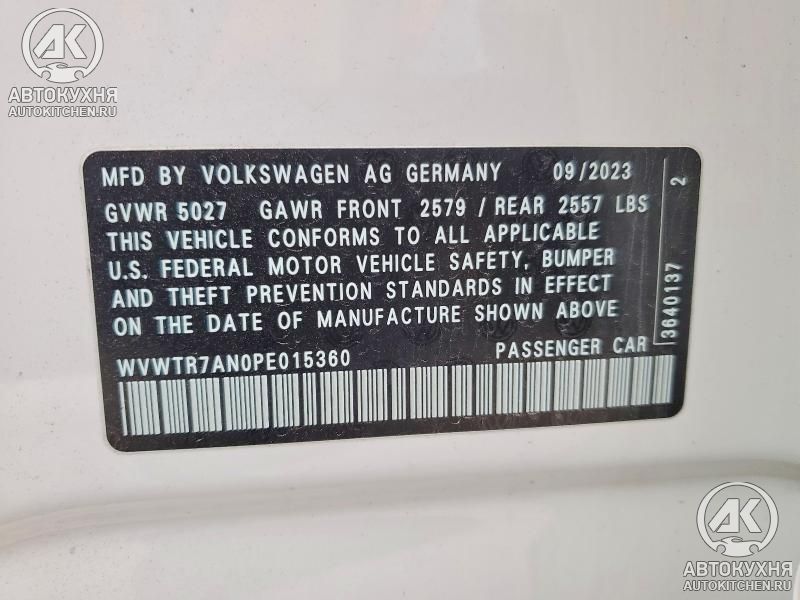 АК
АВТОКУХНЯ
AUTOKITCHEN.RU
MFD BY VOLKSWAGEN AG GERMANY 09/2023
GVWR 5027 GAWR FRONT 2579 / REAR 2557 LBS
THIS VEHICLE CONFORMS TO ALL APPLICABLE
U.S. FEDERAL MOTOR VEHICLE SAFETY, BUMPER
AND THEFT PREVENTION STANDARDS IN EFFECT
ON THE DATE OF MANUFACTURE SHOWN ABOVE
WVWTR7AN0PE015360 PASSENGER CAR
3640137 2
АК
АВТОКУХНЯ
AUTOKITCHEN.RU